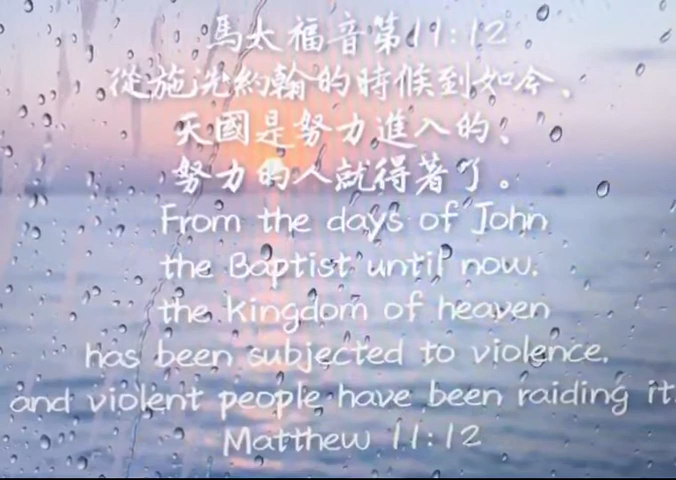 馬太福音第11:12
從施洗約翰的時候到如今、
天國是努力進入的、
努力的人就得著了。
From the days of John
the Baptist until now,
the kingdom of heaven
has been subjected to violence,
and violent people have been raiding it.
Matthew 11:12